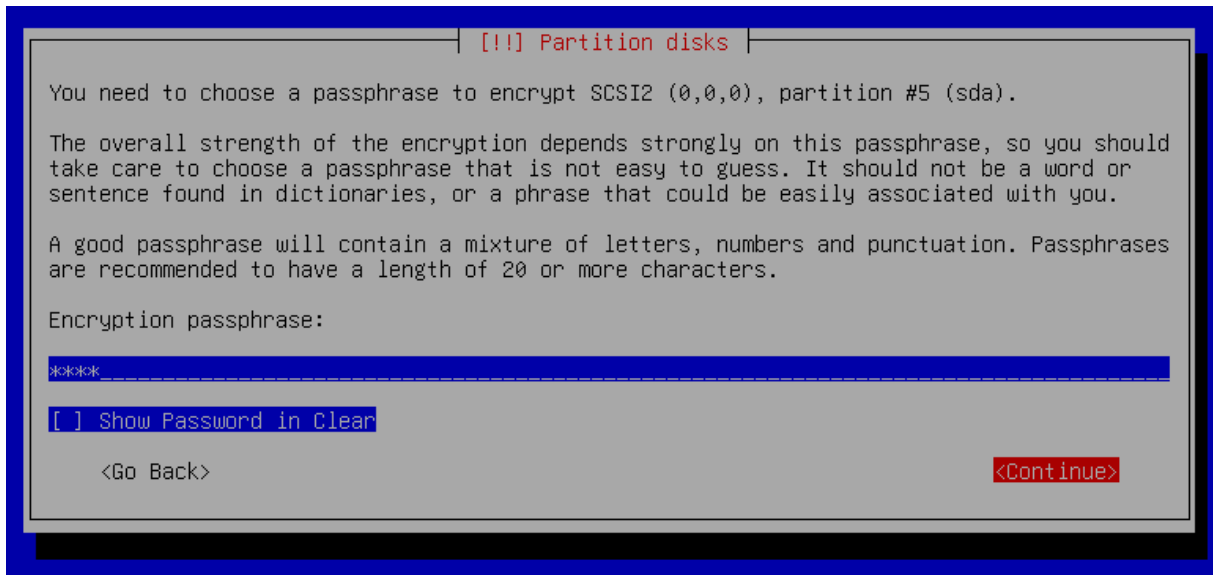 [!!] Partition disks
You need to choose a passphrase to encrypt SCSI2 (0,0,0), partition #5 (sda).
The overall strength of the encryption depends strongly on this passphrase, so you should
take care to choose a passphrase that is not easy to guess. It should not be a word or
sentence found in dictionaries, or a phrase that could be easily associated with you.
A good passphrase will contain a mixture of letters, numbers and punctuation. Passphrases
are recommended to have a length of 20 or more characters.
Encryption passphrase:
****________________________________________________________________________________
[ ] Show Password in Clear
<Go Back> <Continue>